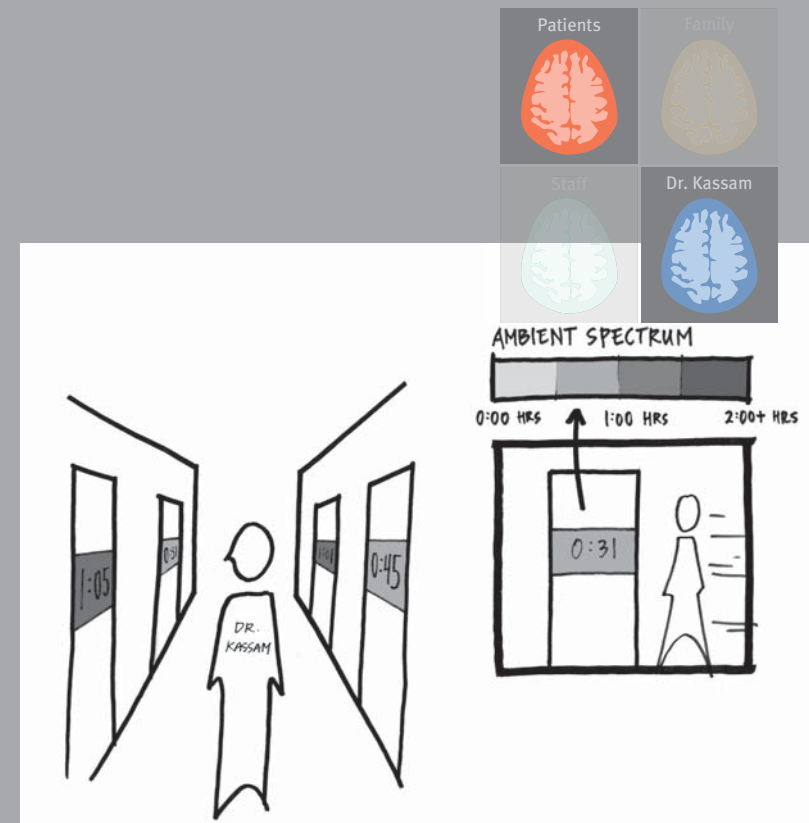 Patients
Family
Staff
Dr. Kassam
AMBIENT SPECTRUM
0:00 HRS 1:00 HRS 2:00+ HRS
1:05
0:45
DR.
KASSAM
0:31